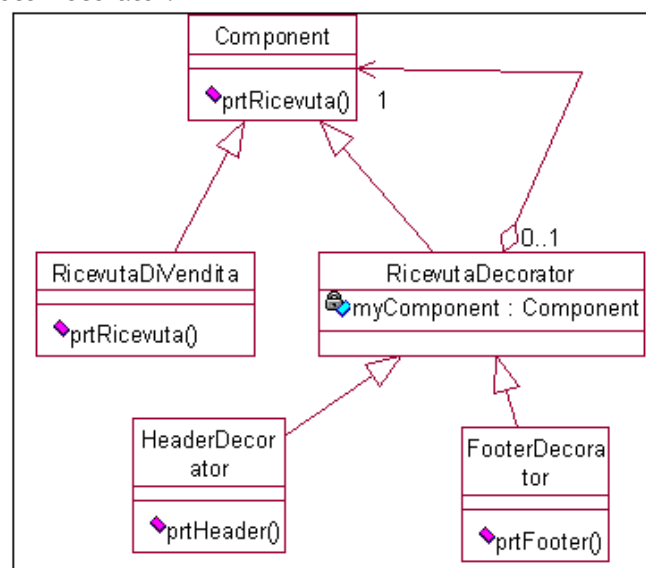 Component
prtRicevuta()
1
0..1
RicevutaDiVendita
prtRicevuta()
RicevutaDecorator
myComponent : Component
HeaderDecor
ator
prtHeader()
FooterDecora
tor
prtFooter()